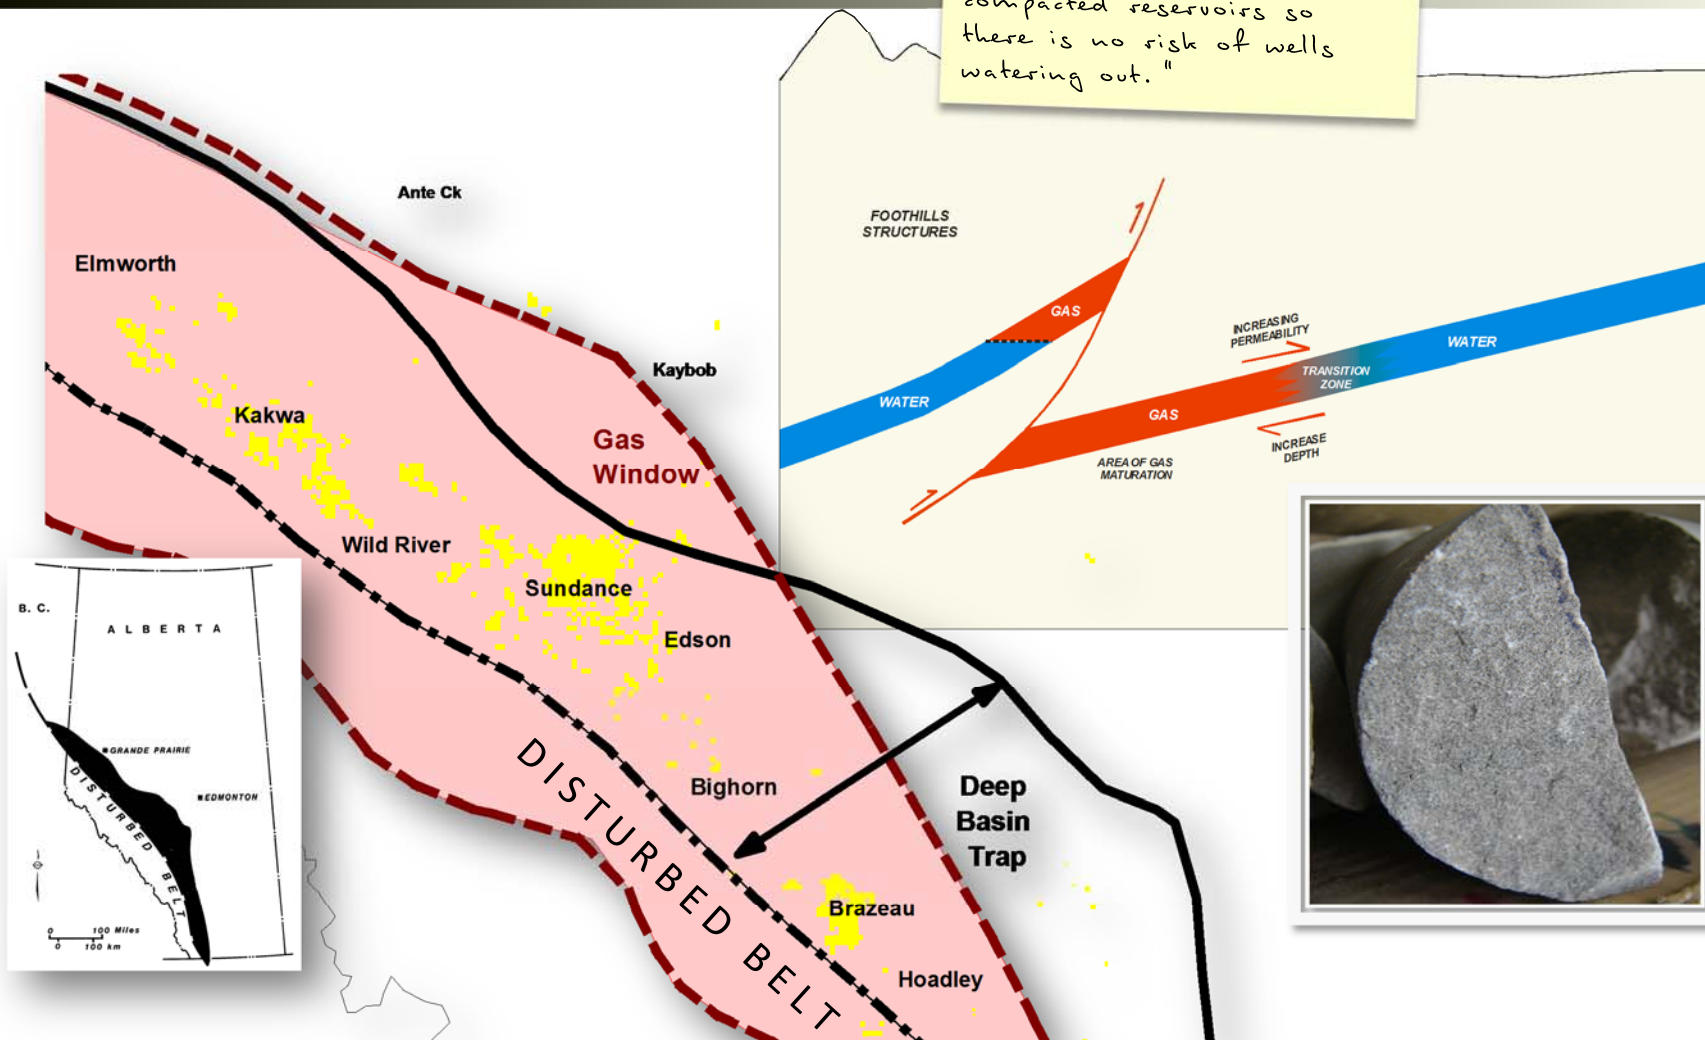 compacted reservoirs so
there is no risk of wells
watering out."
Ante Ck
Elmworth
Kaybob
Kakwa
Gas
Window
Wild River
Sundance
Edson
Bighorn
Deep
Basin
Trap
Brazeau
Hoadley
DISTURBED BELT
FOOTHILLS
STRUCTURES
GAS
WATER
INCREASING
PERMEABILITY
WATER
TRANSITION
ZONE
GAS
INCREASE
DEPTH
AREA OF GAS
MATURATION
B. C.
ALBERTA
GRANDE PRAIRIE
EDMONTON
DISTURBED BELT
0 100 Miles
0 100 km